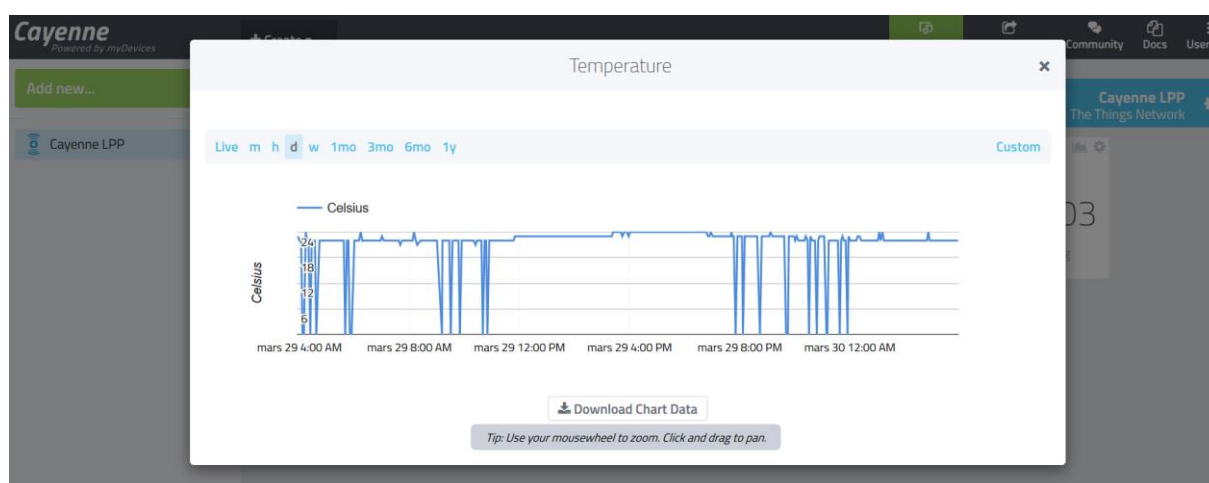 Cayenne
Powered by myDevices
Community
Docs
User
Add new...
Cayenne LPP
Cayenne LPP
The Things Network
03
Temperature
Live m h d w 1mo 3mo 6mo 1y
Custom
Celsius
24
18
12
6
Celsius
mars 29 4:00 AM mars 29 8:00 AM mars 29 12:00 PM mars 29 4:00 PM mars 29 8:00 PM mars 30 12:00 AM
Download Chart Data
Tip: Use your mousewheel to zoom. Click and drag to pan.